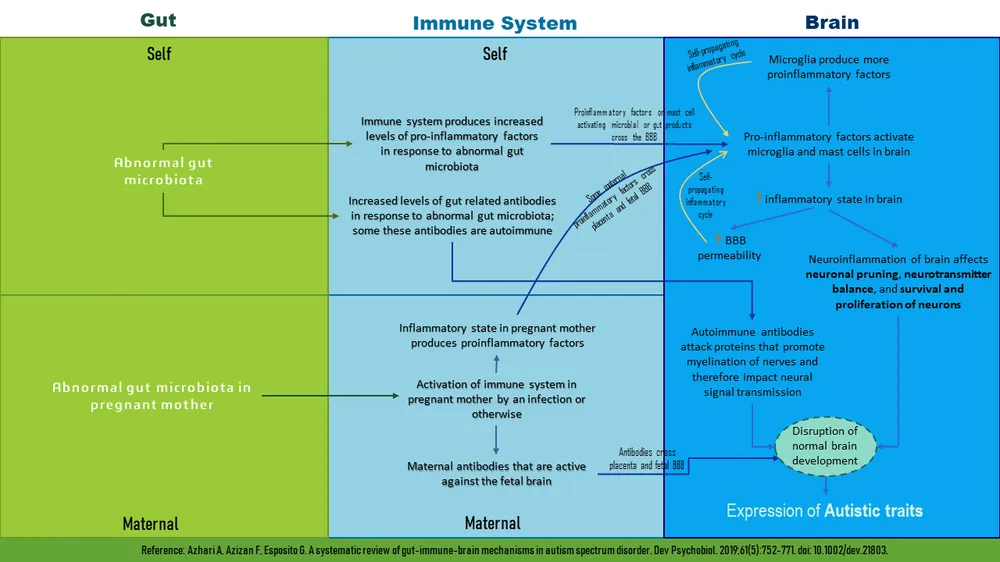 Gut
Immune System
Brain
Self
Self
Abnormal gut
microbiota
Immune system produces increased
levels of pro-inflammatory factors
in response to abnormal gut
microbiota
Increased levels of gut related antibodies
in response to abnormal gut microbiota;
some these antibodies are autoimmune
Proinflammatory factors or mast cell
activating microbial or gut products
cross the BBB
Some maternal
proinflammatory factors cross
placenta and fetal BBB
Self-propagating
inflammatory cycle
Microglia produce more
proinflammatory factors
Pro-inflammatory factors activate
microglia and mast cells in brain
Self-
propagating
inflammatory
cycle
↑ inflammatory state in brain
↑ BBB
permeability
Neuroinflammation of brain affects
neuronal pruning, neurotransmitter
balance, and survival and
proliferation of neurons
Autoimmune antibodies
attack proteins that promote
myelination of nerves and
therefore impact neural
signal transmission
Abnormal gut microbiota in
pregnant mother
Inflammatory state in pregnant mother
produces proinflammatory factors
Activation of immune system in
pregnant mother by an infection or
otherwise
Maternal antibodies that are active
against the fetal brain
Antibodies cross
placenta and fetal BBB
Disruption of
normal brain
development
Expression of Autistic traits
Maternal
Maternal
Reference: Azhari A, Azizan F, Esposito G. A systematic review of gut-immune-brain mechanisms in autism spectrum disorder. Dev Psychobiol. 2019;61(5):752-771. doi: 10.1002/dev.21803.